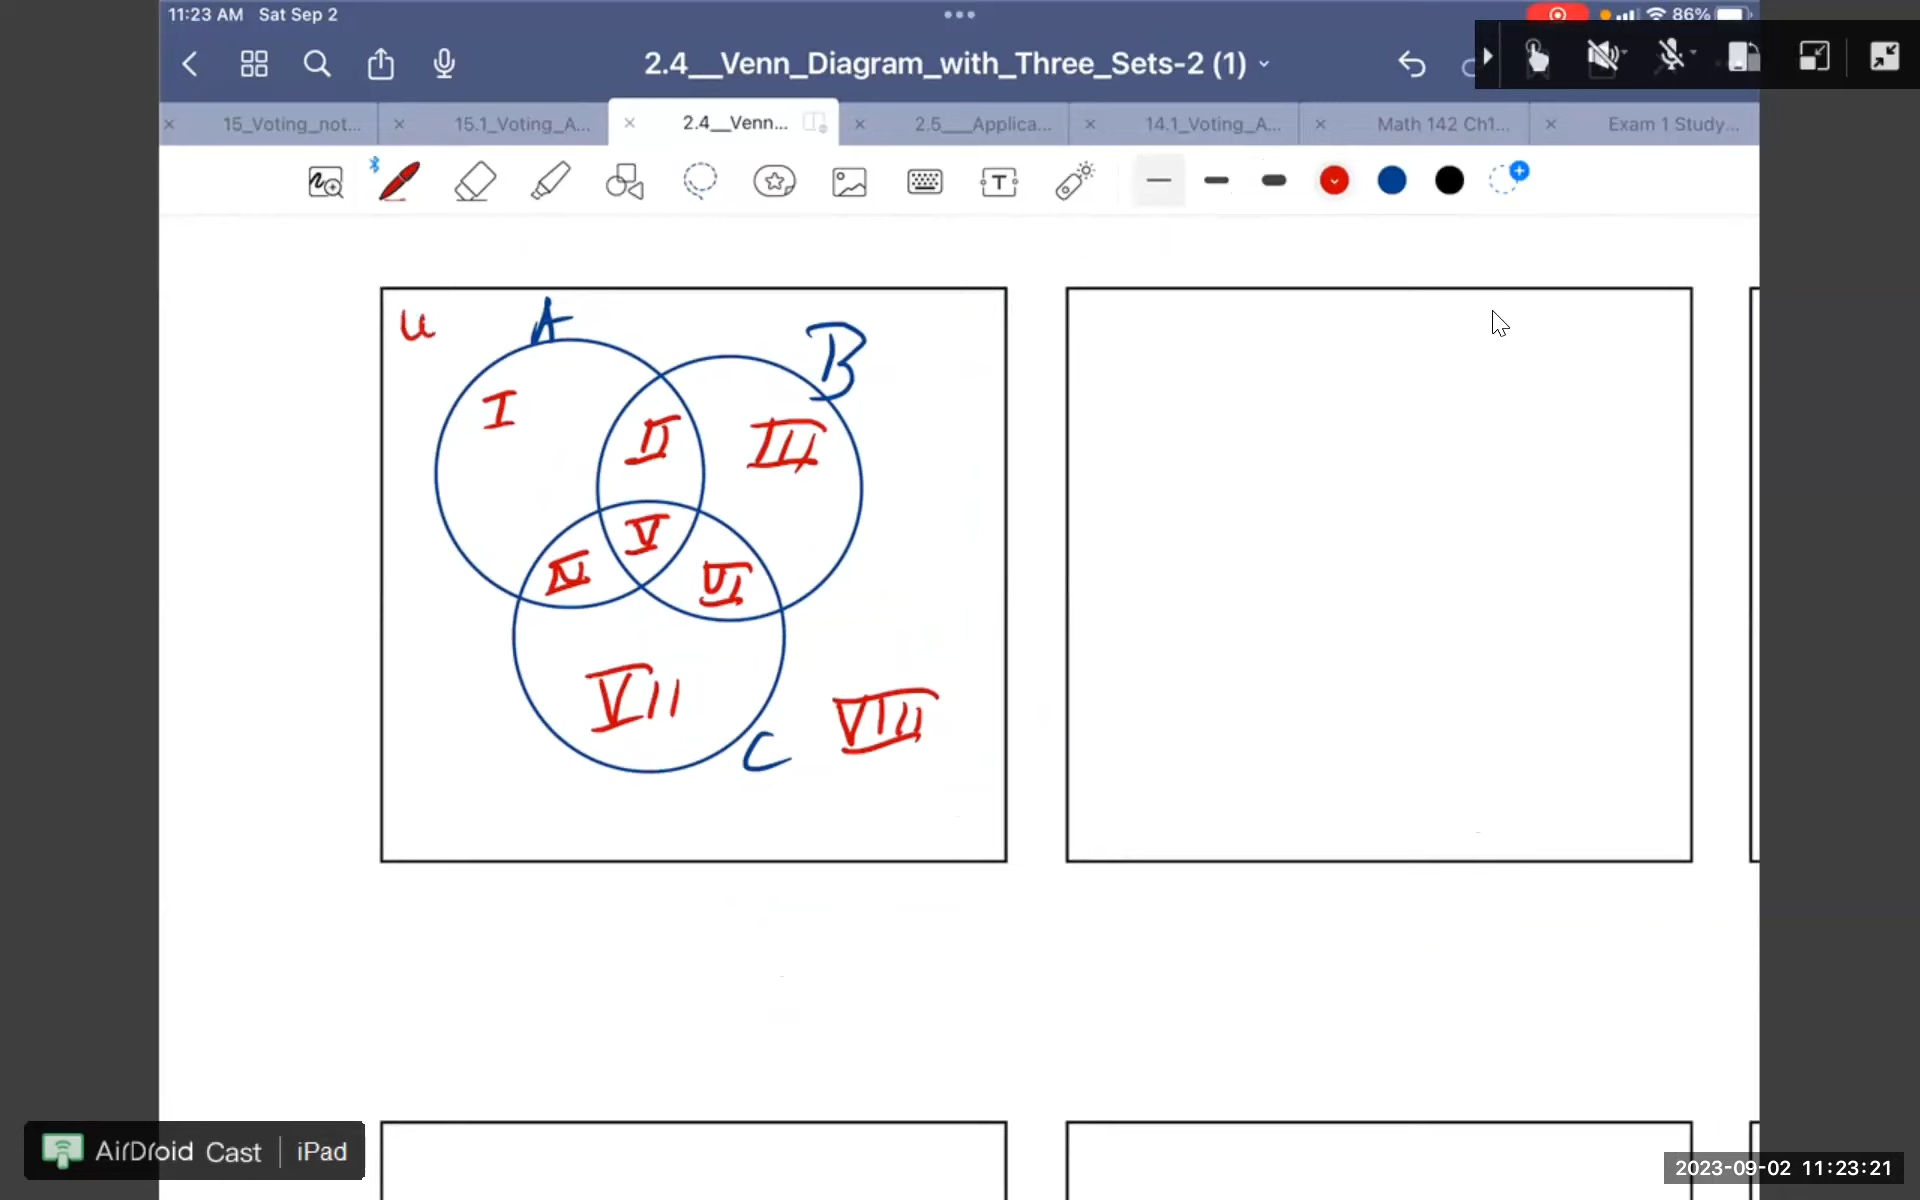 11:23 AM Sat Sep 2
86%
2.4__Venn_Diagram_with_Three_Sets-2 (1)
15_Voting_not...
15.1_Voting_A...
2.4__Venn...
2.5___Applica...
14.1_Voting_A...
Math 142 Ch1...
Exam 1 Study...
T
U
A
B
I
II
III
V
IV
VI
VII
VIII
C
AirDroid Cast | iPad
2023-09-02 11:23:21